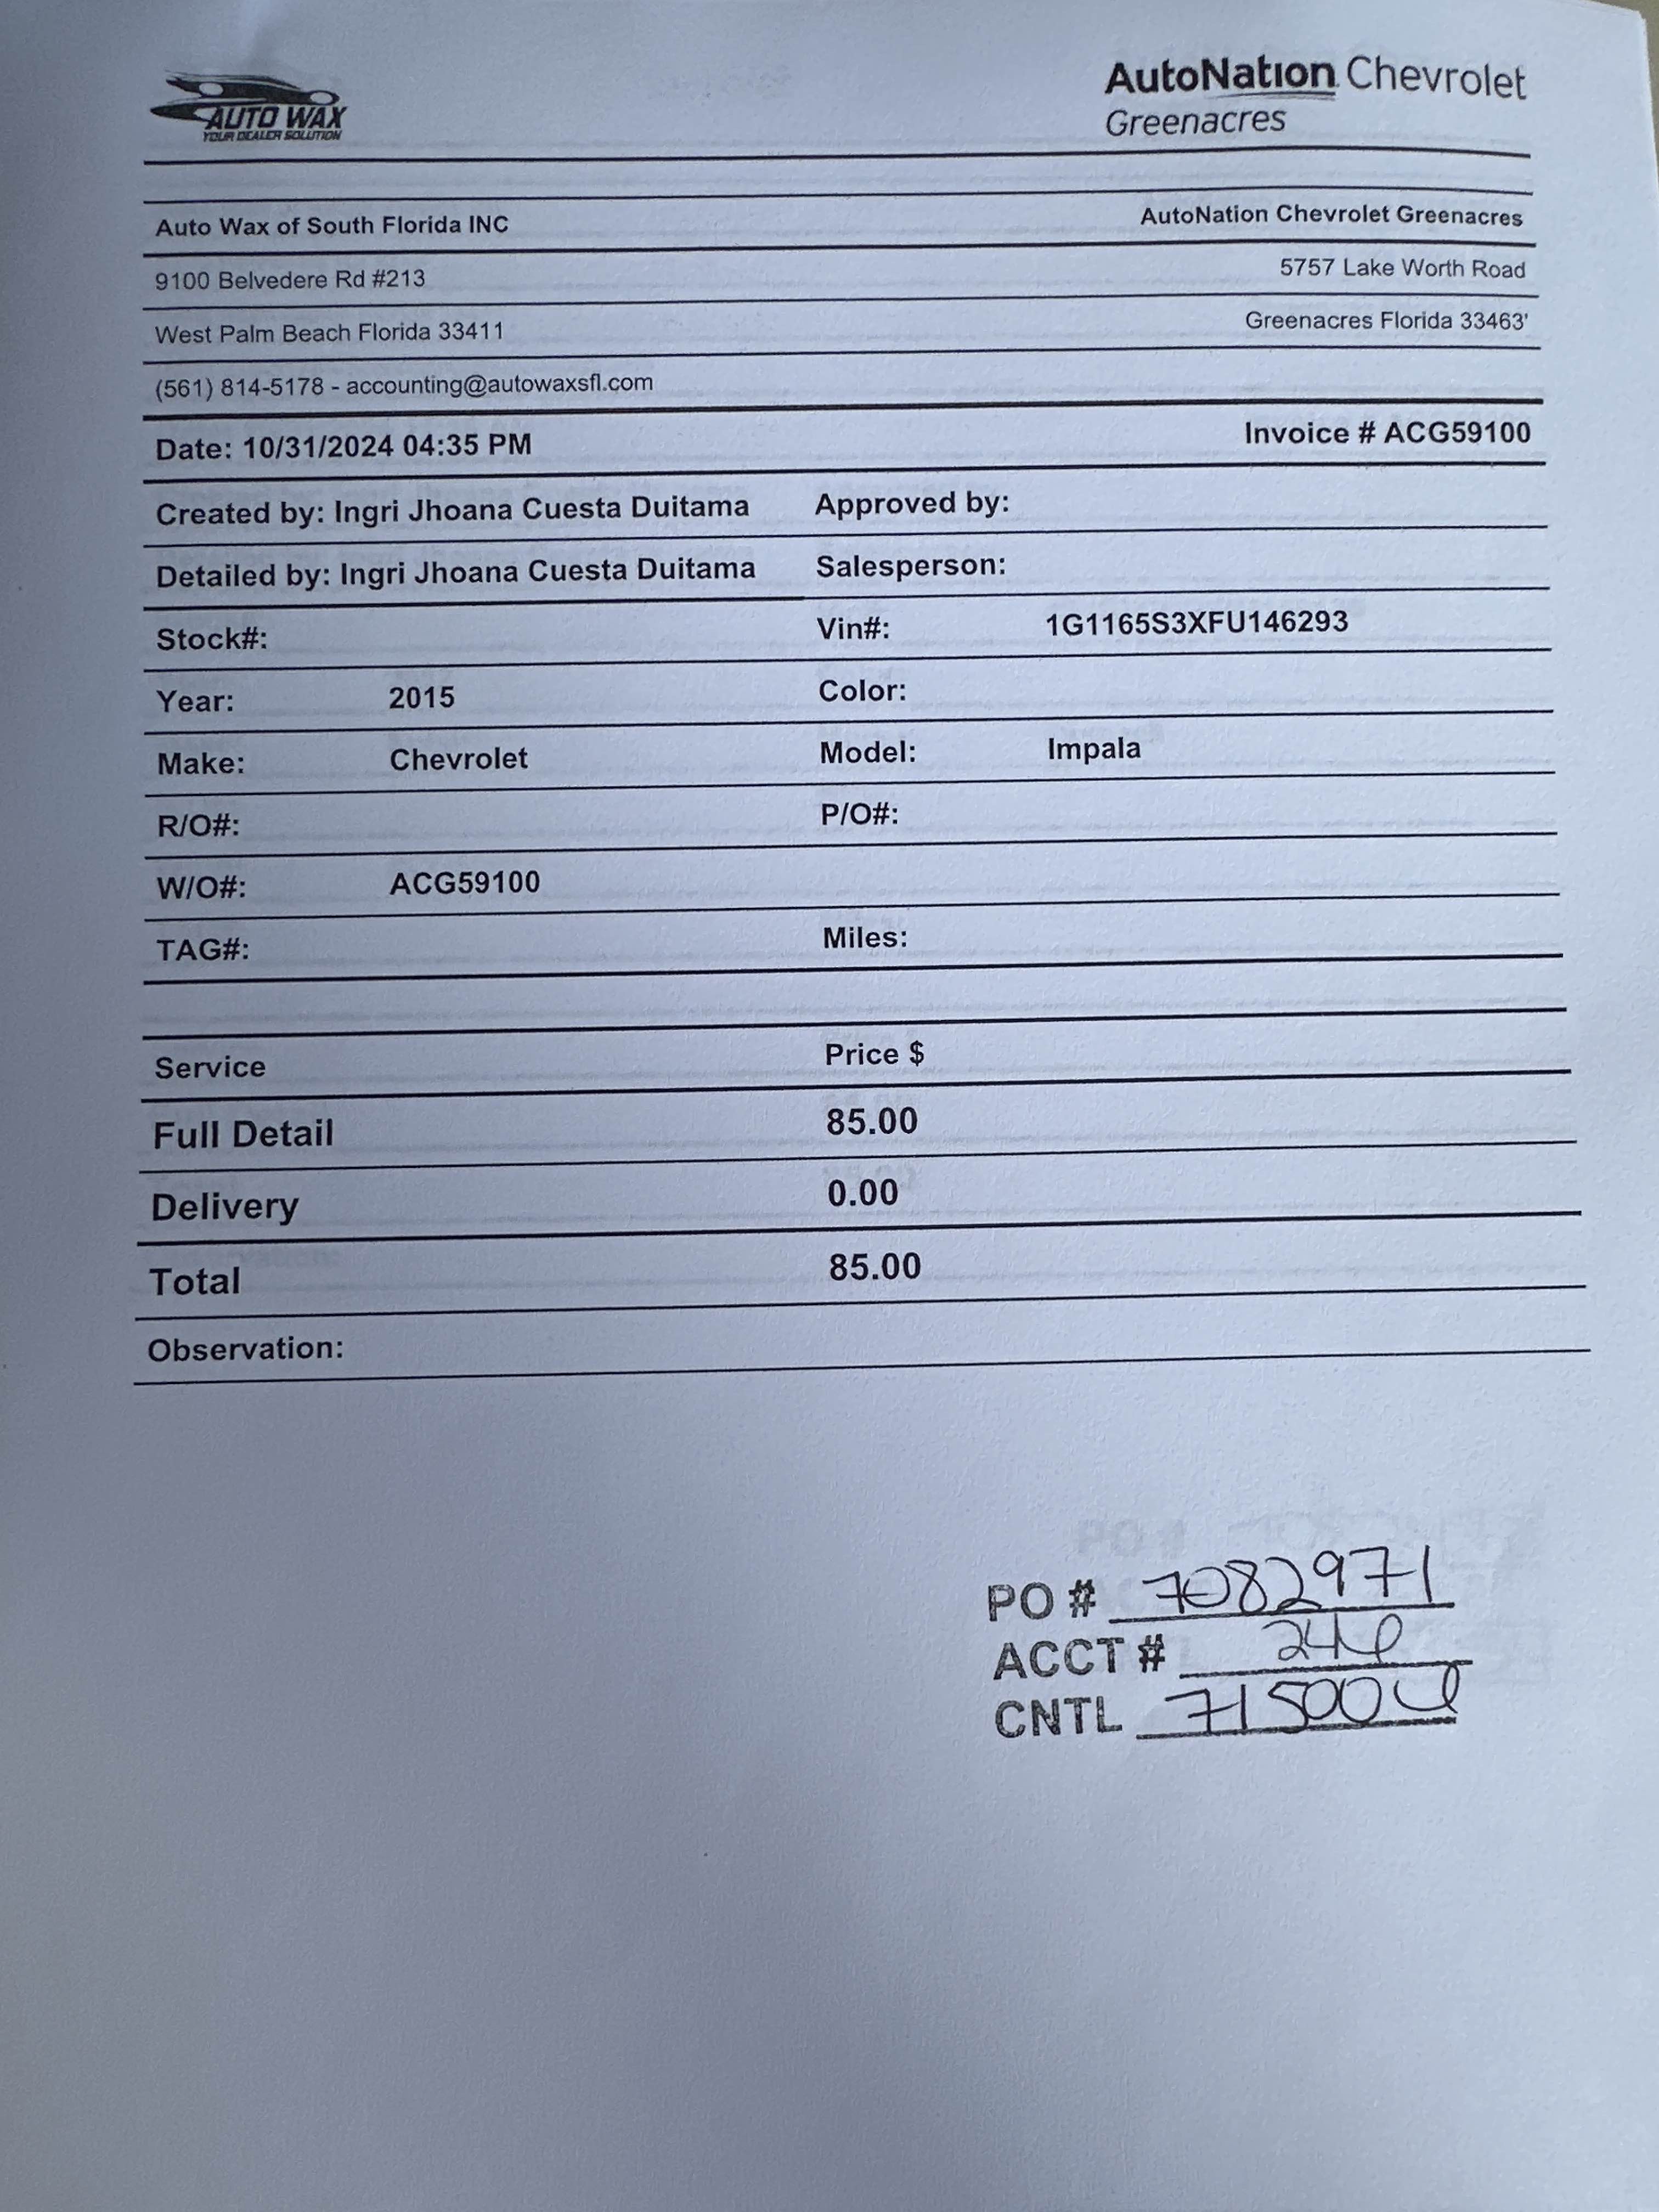 AUTO WAX
YOUR DEALER SOLUTION
AutoNation Chevrolet
Greenacres
Auto Wax of South Florida INC AutoNation Chevrolet Greenacres
9100 Belvedere Rd #213 5757 Lake Worth Road
West Palm Beach Florida 33411 Greenacres Florida 33463'
(561) 814-5178 - accounting@autowaxsfl.com
Date: 10/31/2024 04:35 PM Invoice # ACG59100
Created by: Ingri Jhoana Cuesta Duitama Approved by:
Detailed by: Ingri Jhoana Cuesta Duitama Salesperson:
Stock#: Vin#: 1G1165S3XFU146293
Year: 2015 Color:
Make: Chevrolet Model: Impala
R/O#: P/O#:
W/O#: ACG59100
TAG#: Miles:
Service Price $
Full Detail 85.00
Delivery 0.00
Total 85.00
Observation:
PO # 7082971
ACCT #
CNTL